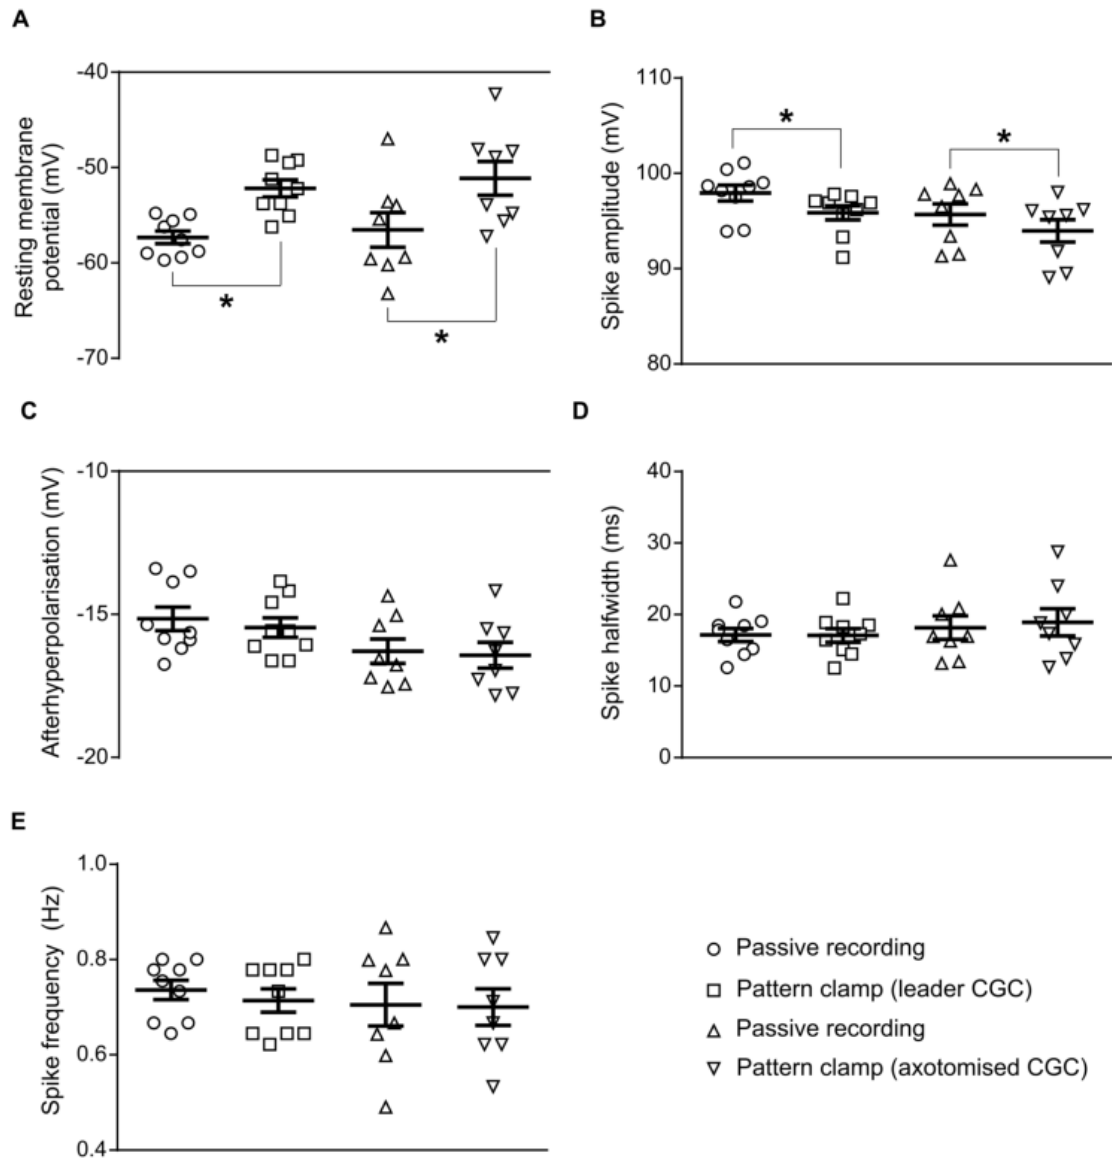 A
B
-40
-50
-60
-70
Resting membrane
potential (mV)
*
*
110
100
90
80
Spike amplitude (mV)
*
*
C
D
-10
-15
-20
Afterhyperpolarisation (mV)
40
30
20
10
0
Spike halfwidth (ms)
E
1.0
0.8
0.6
0.4
Spike frequency (Hz)
Passive recording
Pattern clamp (leader CGC)
Passive recording
Pattern clamp (axotomised CGC)